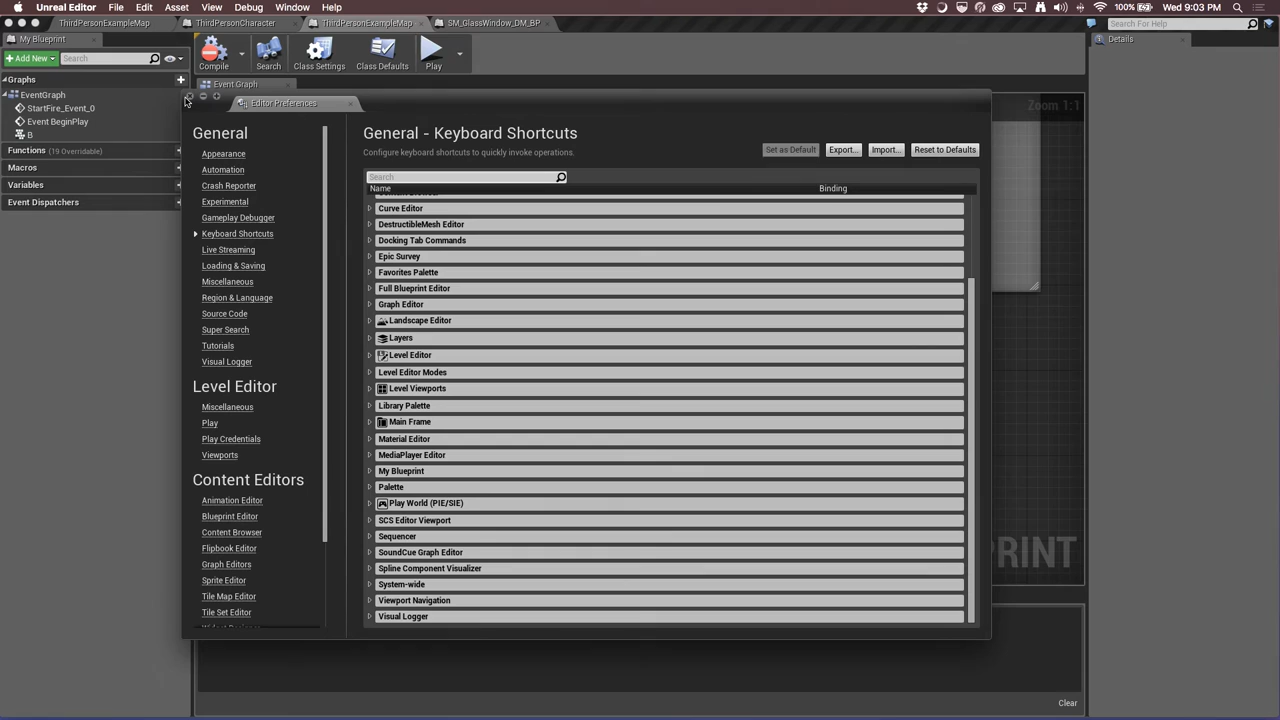 Unreal Editor File Edit Asset View Debug Window Help
100% Wed 9:03 PM
ThirdPersonExampleMap ThirdPersonCharacter ThirdPersonExampleMap SM_GlassWindow_DM_BP Search For Help
My Blueprint
Details
+ Add New Search
Compile Search Class Settings Class Defaults Play
Graphs
Event Graph
EventGraph
StartFire_Event_0
Event BeginPlay
B
Functions (19 Overridable)
Macros
Variables
Event Dispatchers
Zoom 1:1
Editor Preferences
General
Appearance
Automation
Crash Reporter
Experimental
Gameplay Debugger
Keyboard Shortcuts
Live Streaming
Loading & Saving
Miscellaneous
Region & Language
Source Code
Super Search
Tutorials
Visual Logger
Level Editor
Miscellaneous
Play
Play Credentials
Viewports
Content Editors
Animation Editor
Blueprint Editor
Content Browser
Flipbook Editor
Graph Editors
Sprite Editor
Tile Map Editor
Tile Set Editor
General - Keyboard Shortcuts
Configure keyboard shortcuts to quickly invoke operations.
Set as Default Export... Import... Reset to Defaults
Search
Name Binding
Curve Editor
DestructibleMesh Editor
Docking Tab Commands
Epic Survey
Favorites Palette
Full Blueprint Editor
Graph Editor
Landscape Editor
Layers
Level Editor
Level Editor Modes
Level Viewports
Library Palette
Main Frame
Material Editor
MediaPlayer Editor
My Blueprint
Palette
Play World (PIE/SIE)
SCS Editor Viewport
Sequencer
SoundCue Graph Editor
Spline Component Visualizer
System-wide
Viewport Navigation
Visual Logger
PRINT
Clear